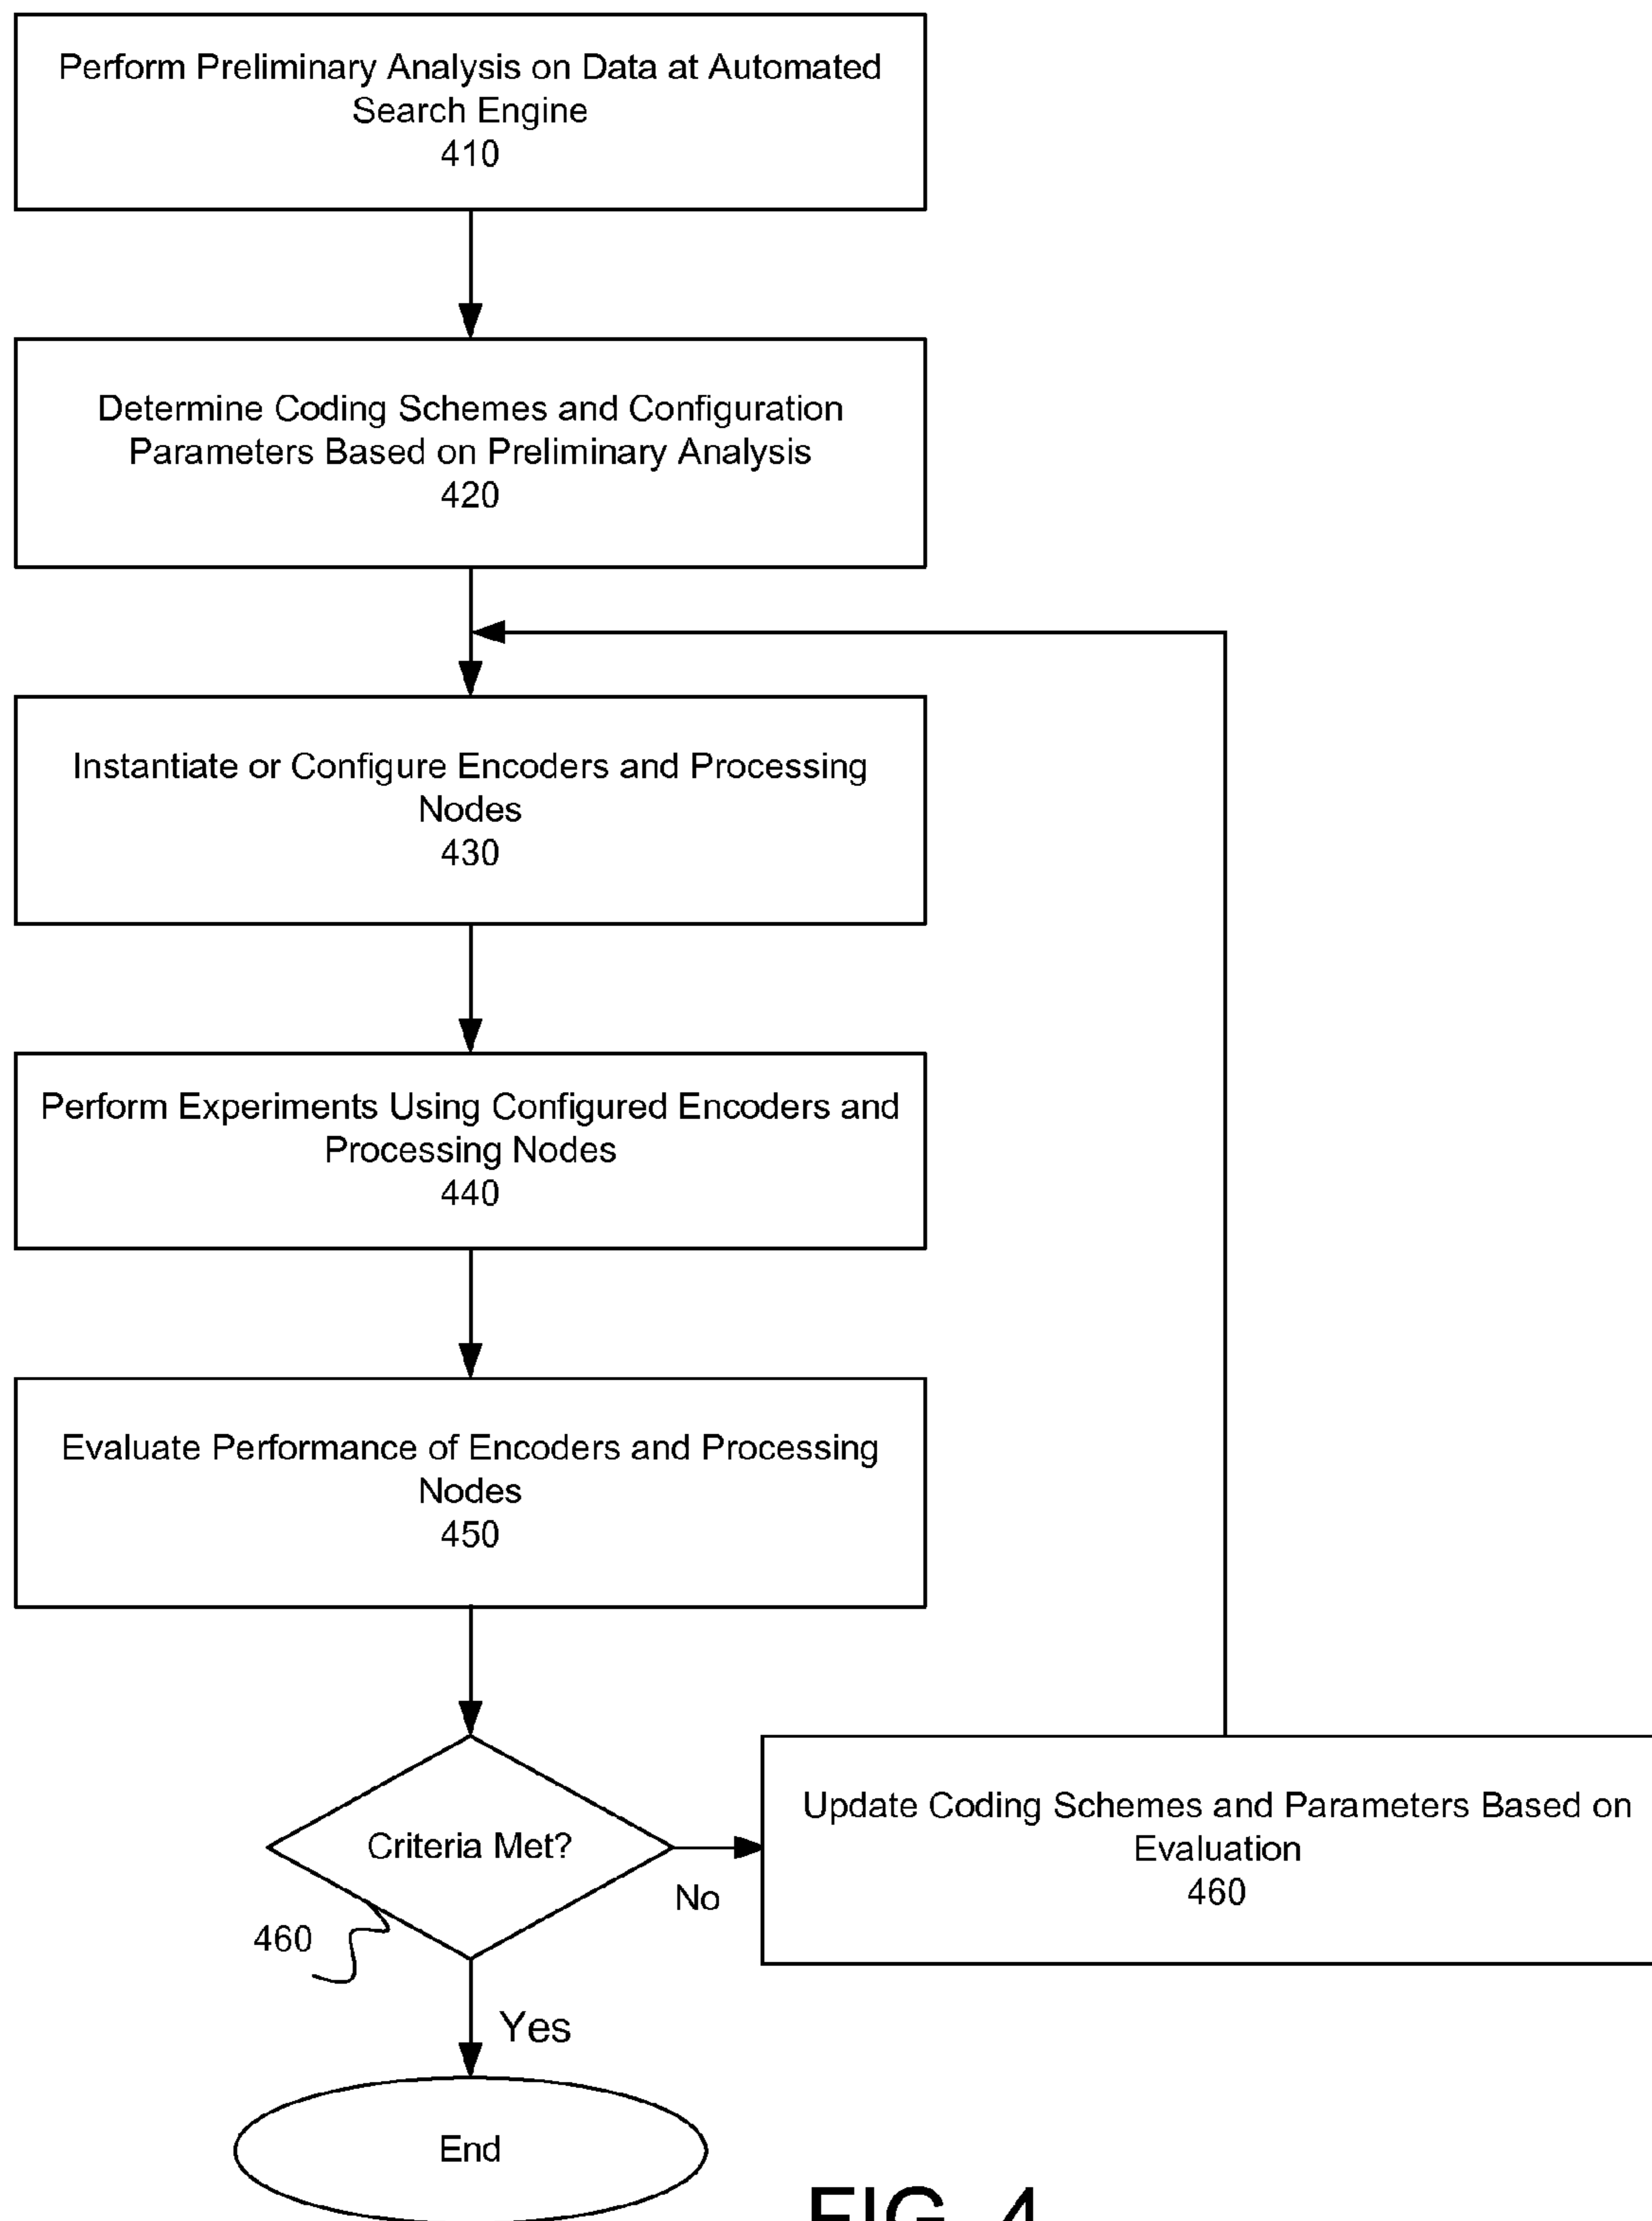 Perform Preliminary Analysis on Data at Automated
Search Engine
410
Determine Coding Schemes and Configuration
Parameters Based on Preliminary Analysis
420
Instantiate or Configure Encoders and Processing
Nodes
430
Perform Experiments Using Configured Encoders and
Processing Nodes
440
Evaluate Performance of Encoders and Processing
Nodes
450
Criteria Met?
460
No
Update Coding Schemes and Parameters Based on
Evaluation
460
Yes
End
FIG. 4